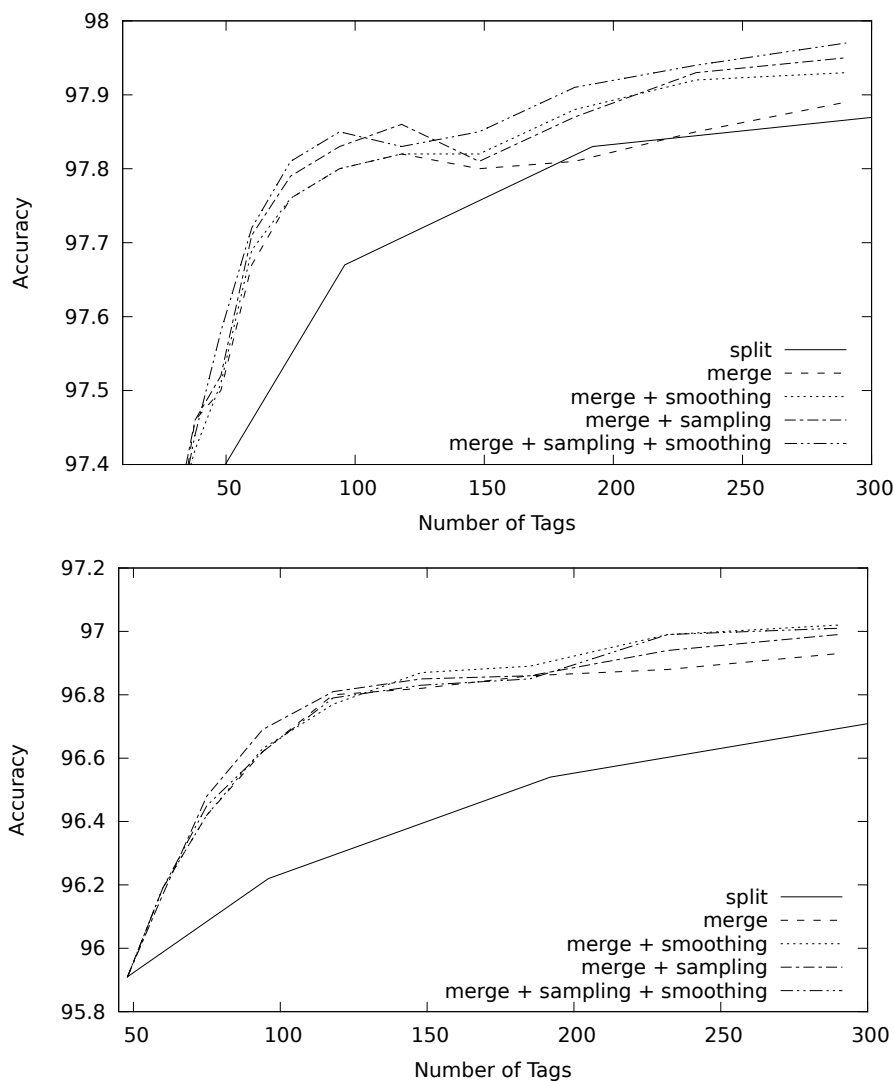 98
97.9
97.8
97.7
97.6
97.5
97.4
Accuracy
split
merge
merge + smoothing
merge + sampling
merge + sampling + smoothing
50 100 150 200 250 300
Number of Tags
97.2
97
96.8
96.6
96.4
96.2
96
95.8
Accuracy
split
merge
merge + smoothing
merge + sampling
merge + sampling + smoothing
50 100 150 200 250 300
Number of Tags